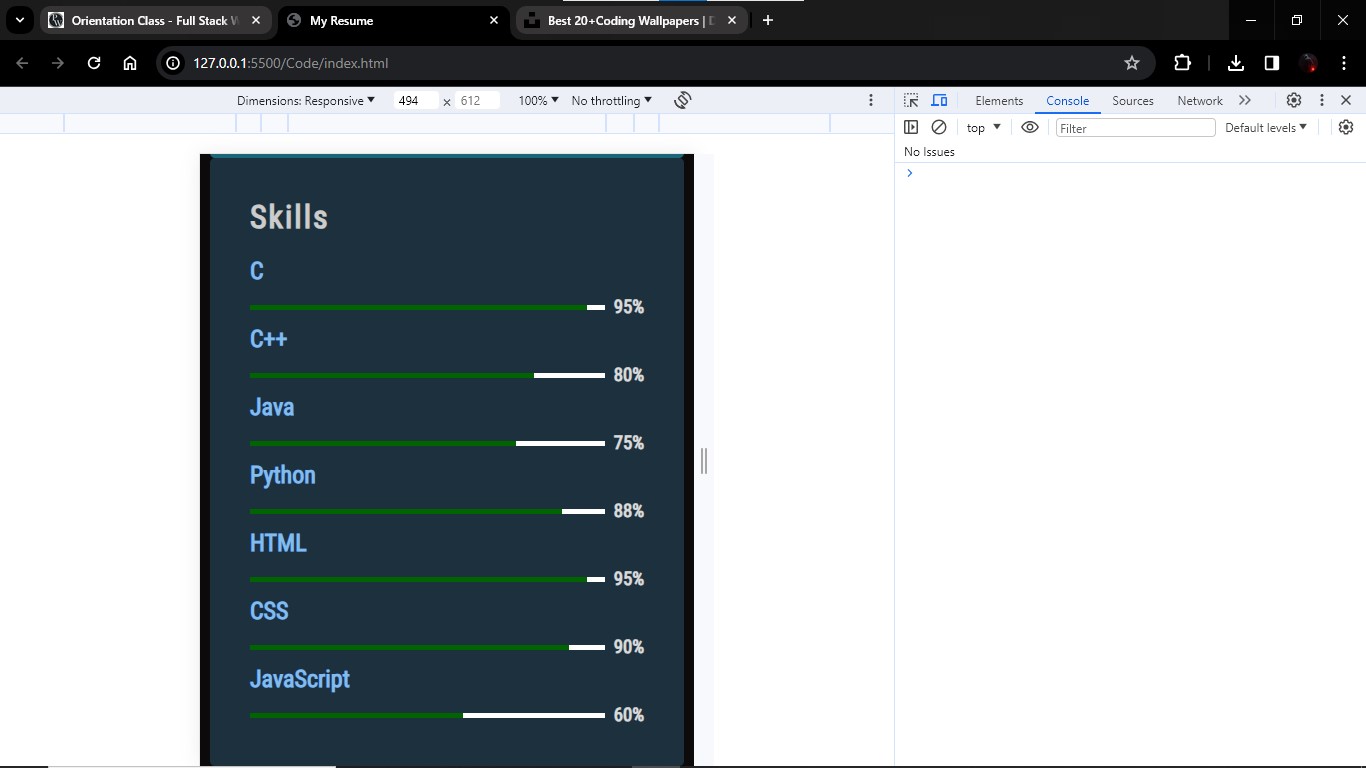 Orientation Class - Full Stack W
My Resume
Best 20+Coding Wallpapers | D
127.0.0.1:5500/Code/index.html
Dimensions: Responsive 494 × 612 100% No throttling
Elements Console Sources Network
top Filter Default levels
No Issues
Skills
C
95%
C++
80%
Java
75%
Python
88%
HTML
95%
CSS
90%
JavaScript
60%